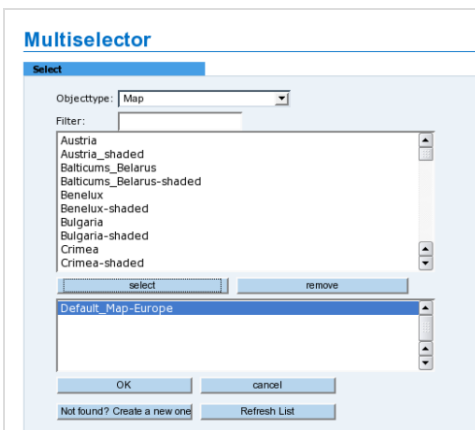 Multiselector
Select
Objecttype: Map
Filter:
Austria
Austria_shaded
Balticums_Belarus
Balticums_Belarus-shaded
Benelux
Benelux-shaded
Bulgaria
Bulgaria-shaded
Crimea
Crimea-shaded
select remove
Default_Map-Europe
OK cancel
Not found? Create a new one Refresh List